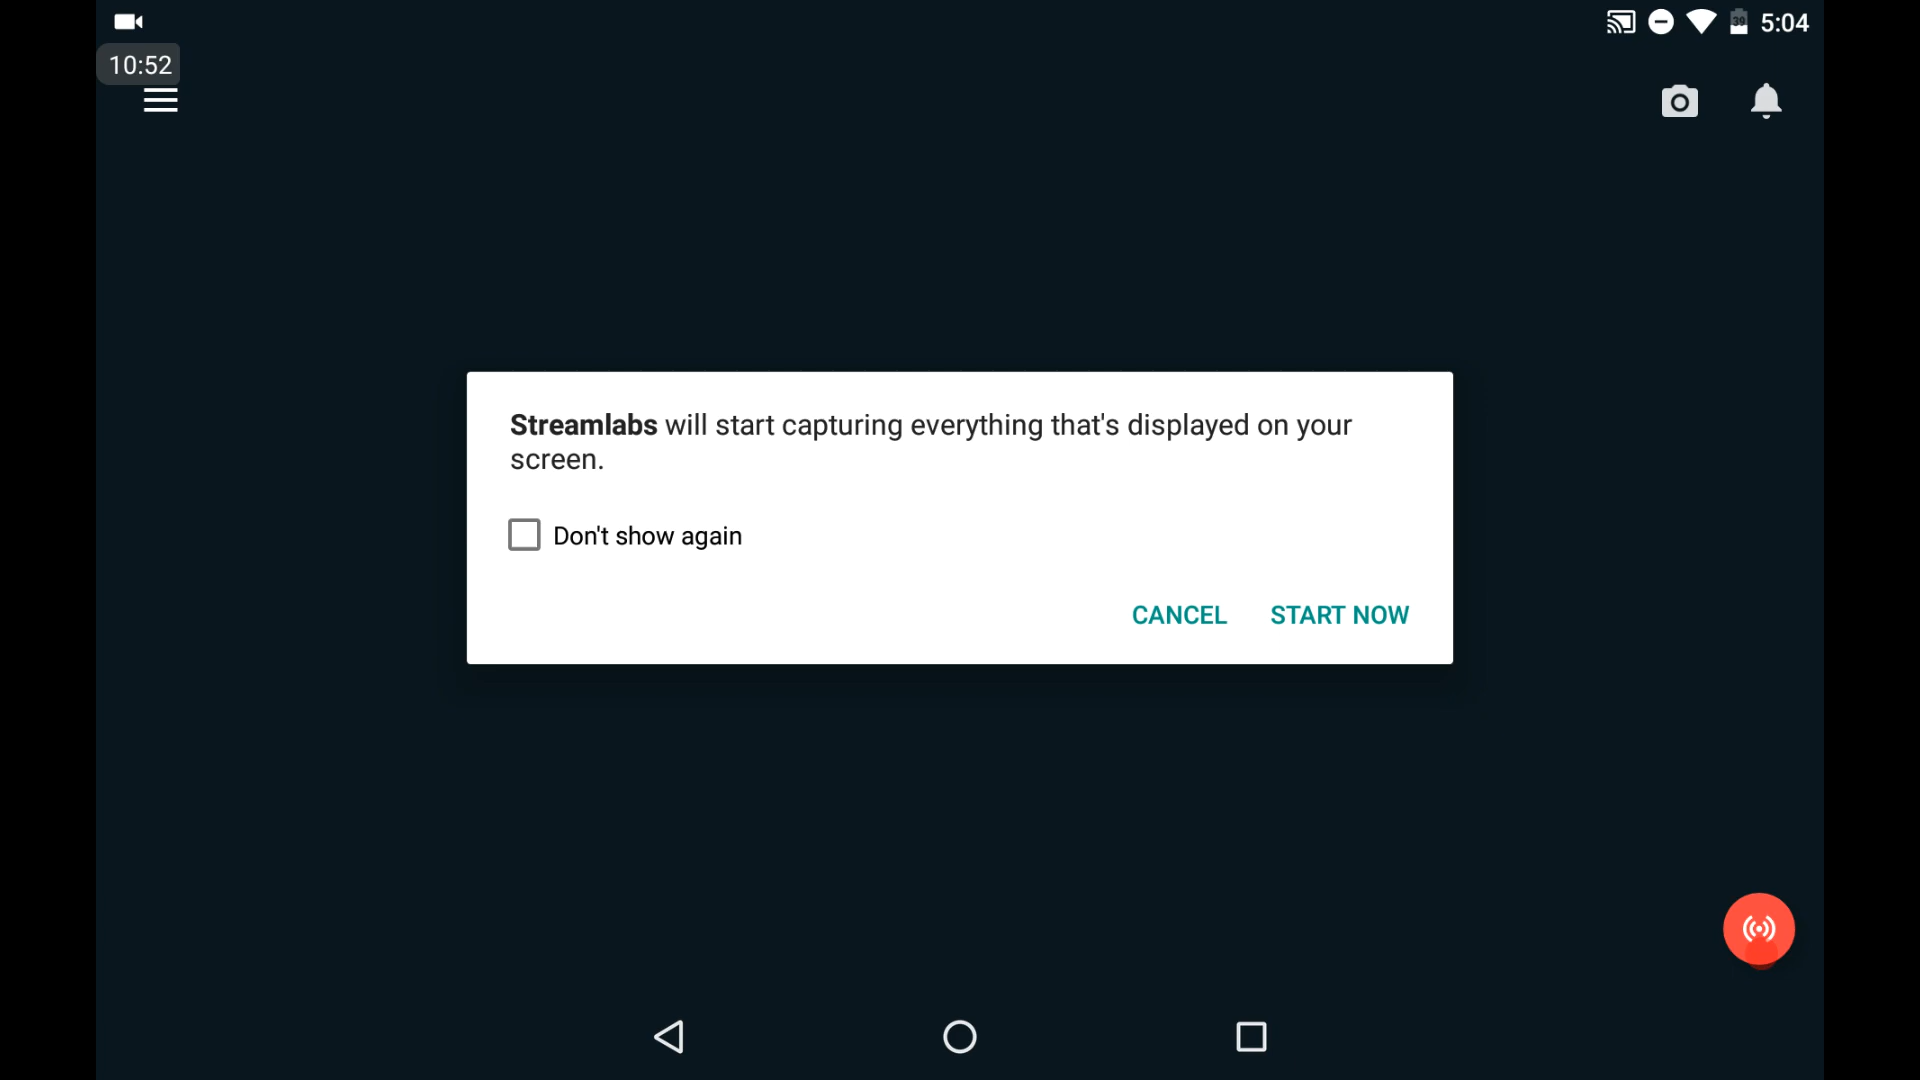 39 5:04
10:52
Streamlabs will start capturing everything that's displayed on your
screen.
Don't show again
CANCEL START NOW